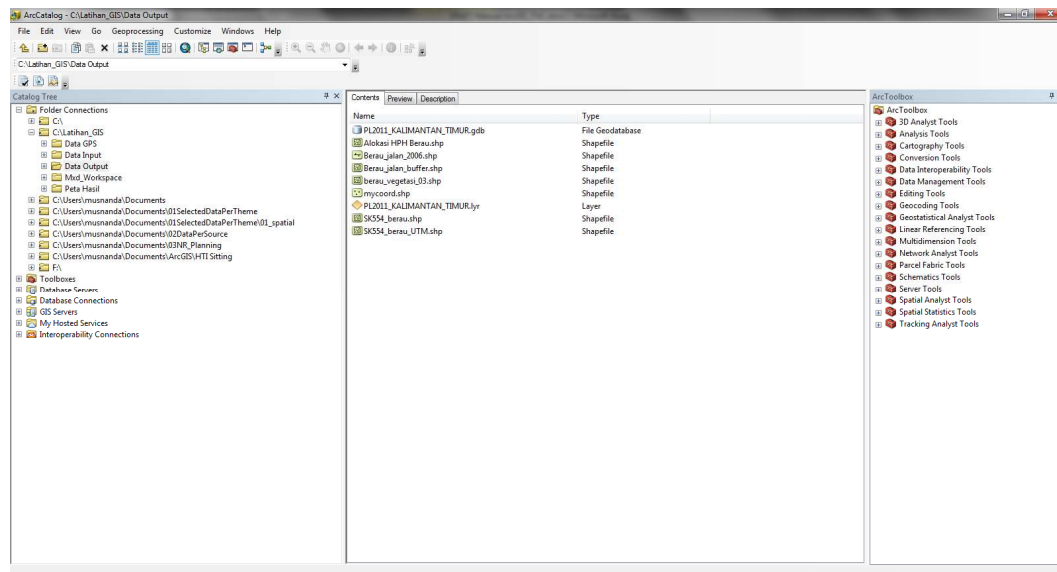 ArcCatalog - C:\Latihan_GIS\Data Output
File Edit View Go Geoprocessing Customize Windows Help
C:\Latihan_GIS\Data Output
Catalog Tree
Folder Connections
C:\
C:\Latihan_GIS
Data GPS
Data Input
Data Output
Mxd_Workspace
Peta Hasil
C:\Users\musnanda\Documents
C:\Users\musnanda\Documents\01SelectedDataPerTheme
C:\Users\musnanda\Documents\01SelectedDataPerTheme\01_spatial
C:\Users\musnanda\Documents\02DataPerSource
C:\Users\musnanda\Documents\03NR_Planning
C:\Users\musnanda\Documents\ArcGIS\HTI Sitting
F:\
Toolboxes
Database Servers
Database Connections
GIS Servers
My Hosted Services
Interoperability Connections
Contents Preview Description
Name Type
PL2011_KALIMANTAN_TIMUR.gdb File Geodatabase
Alokasi HPH Berau.shp Shapefile
Berau_jalan_2006.shp Shapefile
Berau_jalan_buffer.shp Shapefile
berau_vegetasi_03.shp Shapefile
mycoord.shp Shapefile
PL2011_KALIMANTAN_TIMUR.lyr Layer
SK554_berau.shp Shapefile
SK554_berau_UTM.shp Shapefile
ArcToolbox
ArcToolbox
3D Analyst Tools
Analysis Tools
Cartography Tools
Conversion Tools
Data Interoperability Tools
Data Management Tools
Editing Tools
Geocoding Tools
Geostatistical Analyst Tools
Linear Referencing Tools
Multidimension Tools
Network Analyst Tools
Parcel Fabric Tools
Schematics Tools
Server Tools
Spatial Analyst Tools
Spatial Statistics Tools
Tracking Analyst Tools